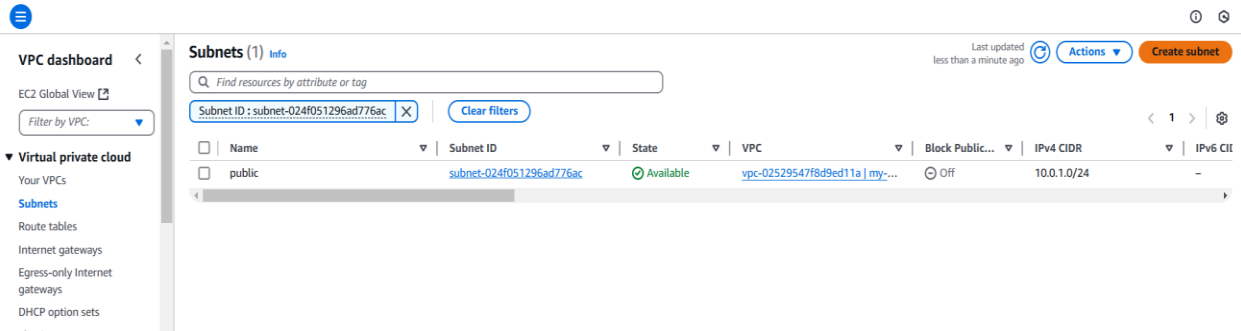 VPC dashboard
EC2 Global View
Filter by VPC:
Virtual private cloud
Your VPCs
Subnets
Route tables
Internet gateways
Egress-only Internet
gateways
DHCP option sets
Subnets (1) Info
Last updated
less than a minute ago
Actions
Create subnet
Find resources by attribute or tag
Subnet ID : subnet-024f051296ad776ac
Clear filters
1
Name Subnet ID State VPC Block Public... IPv4 CIDR IPv6 CID
public subnet-024f051296ad776ac Available vpc-02529547f8d9ed11a | my-... Off 10.0.1.0/24 –